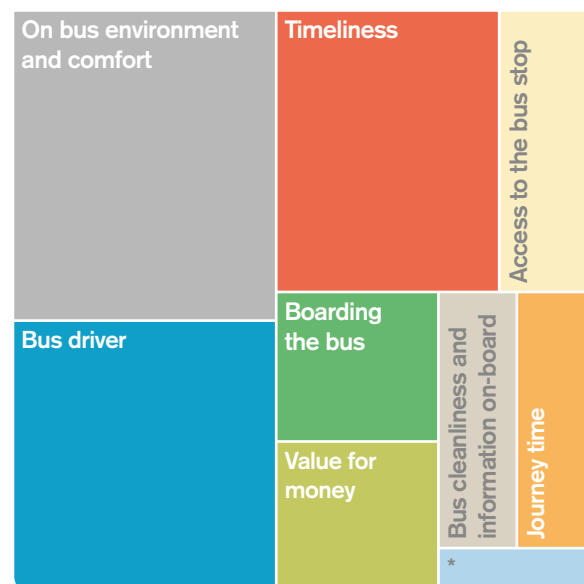 On bus environment
and comfort
Timeliness
Access to the bus stop
Bus driver
Boarding
the bus
Value for
money
Bus cleanliness and
information on-board
Journey time
*